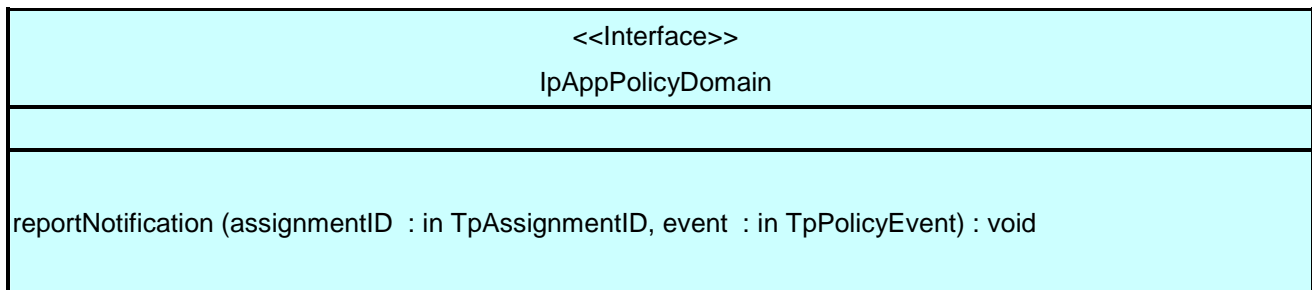 <<Interface>>
IpAppPolicyDomain
reportNotification (assignmentID  : in TpAssignmentID, event  : in TpPolicyEvent) : void